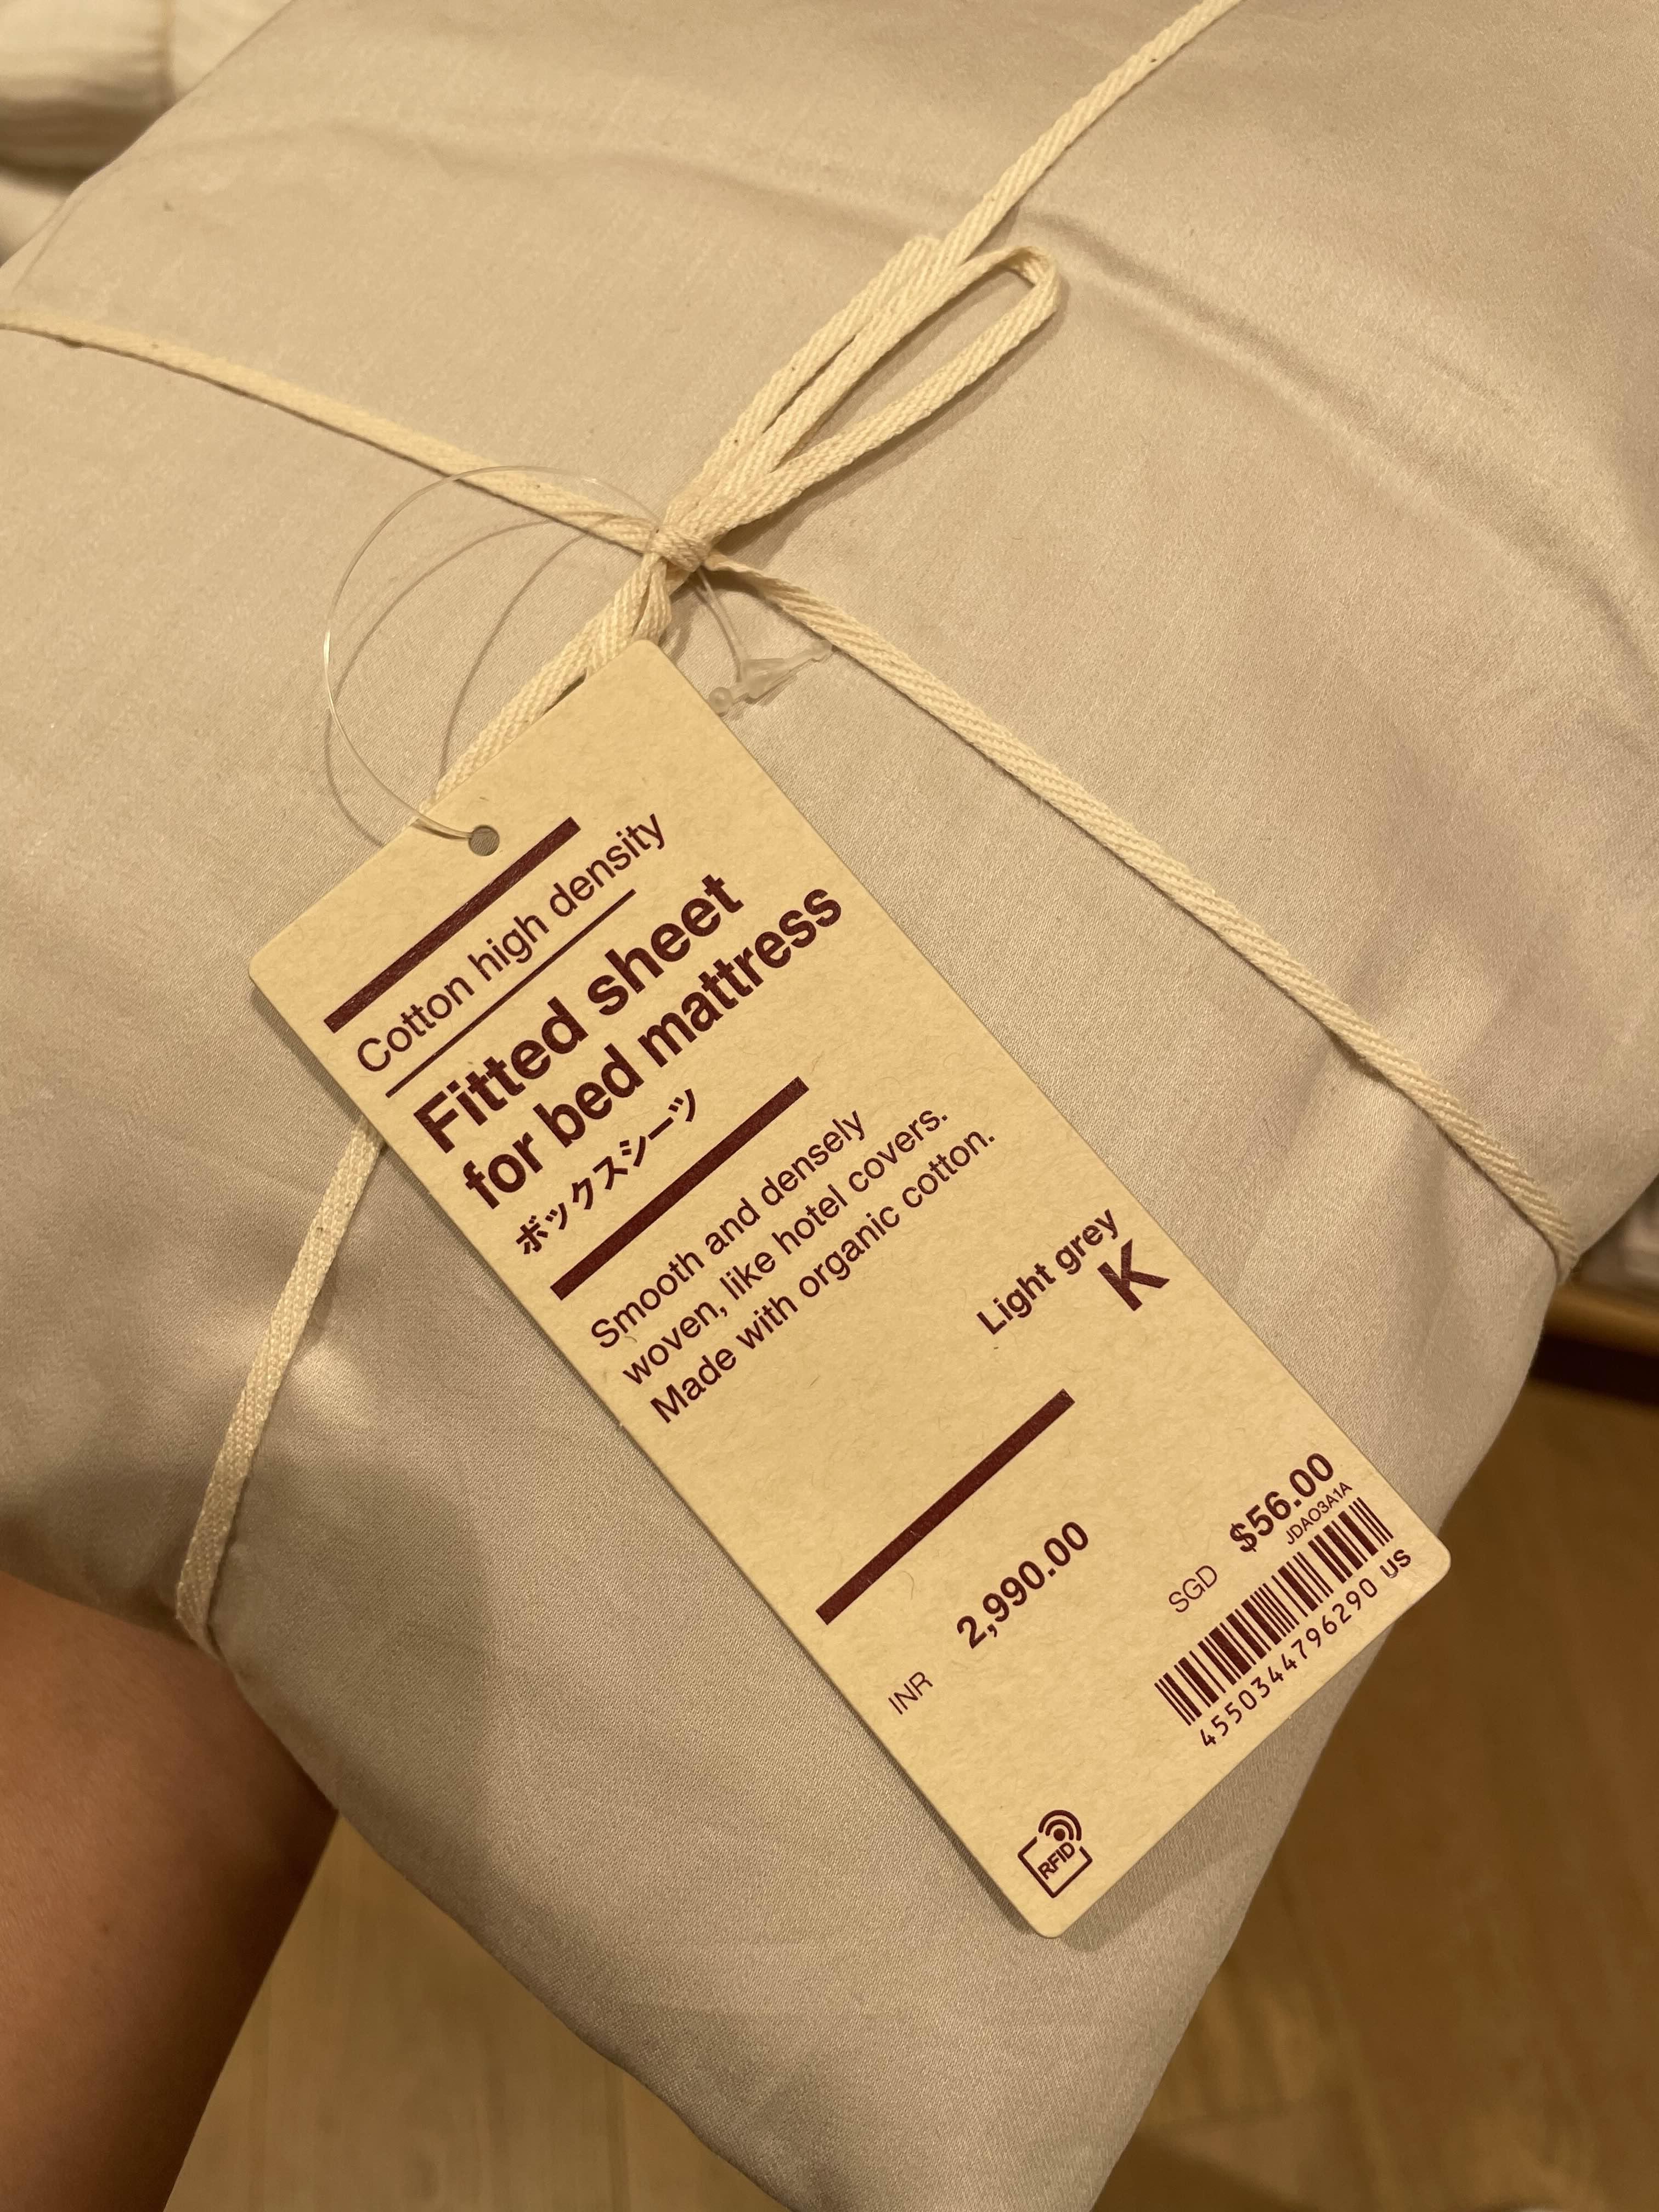 Cotton high density
Fitted sheet
for bed mattress
ボックスシーツ
Smooth and densely
woven, like hotel covers.
Made with organic cotton.
Light grey
K
INR 2,990.00
SGD $56.00
JDAO3A1A
4550344796290 US
RFID